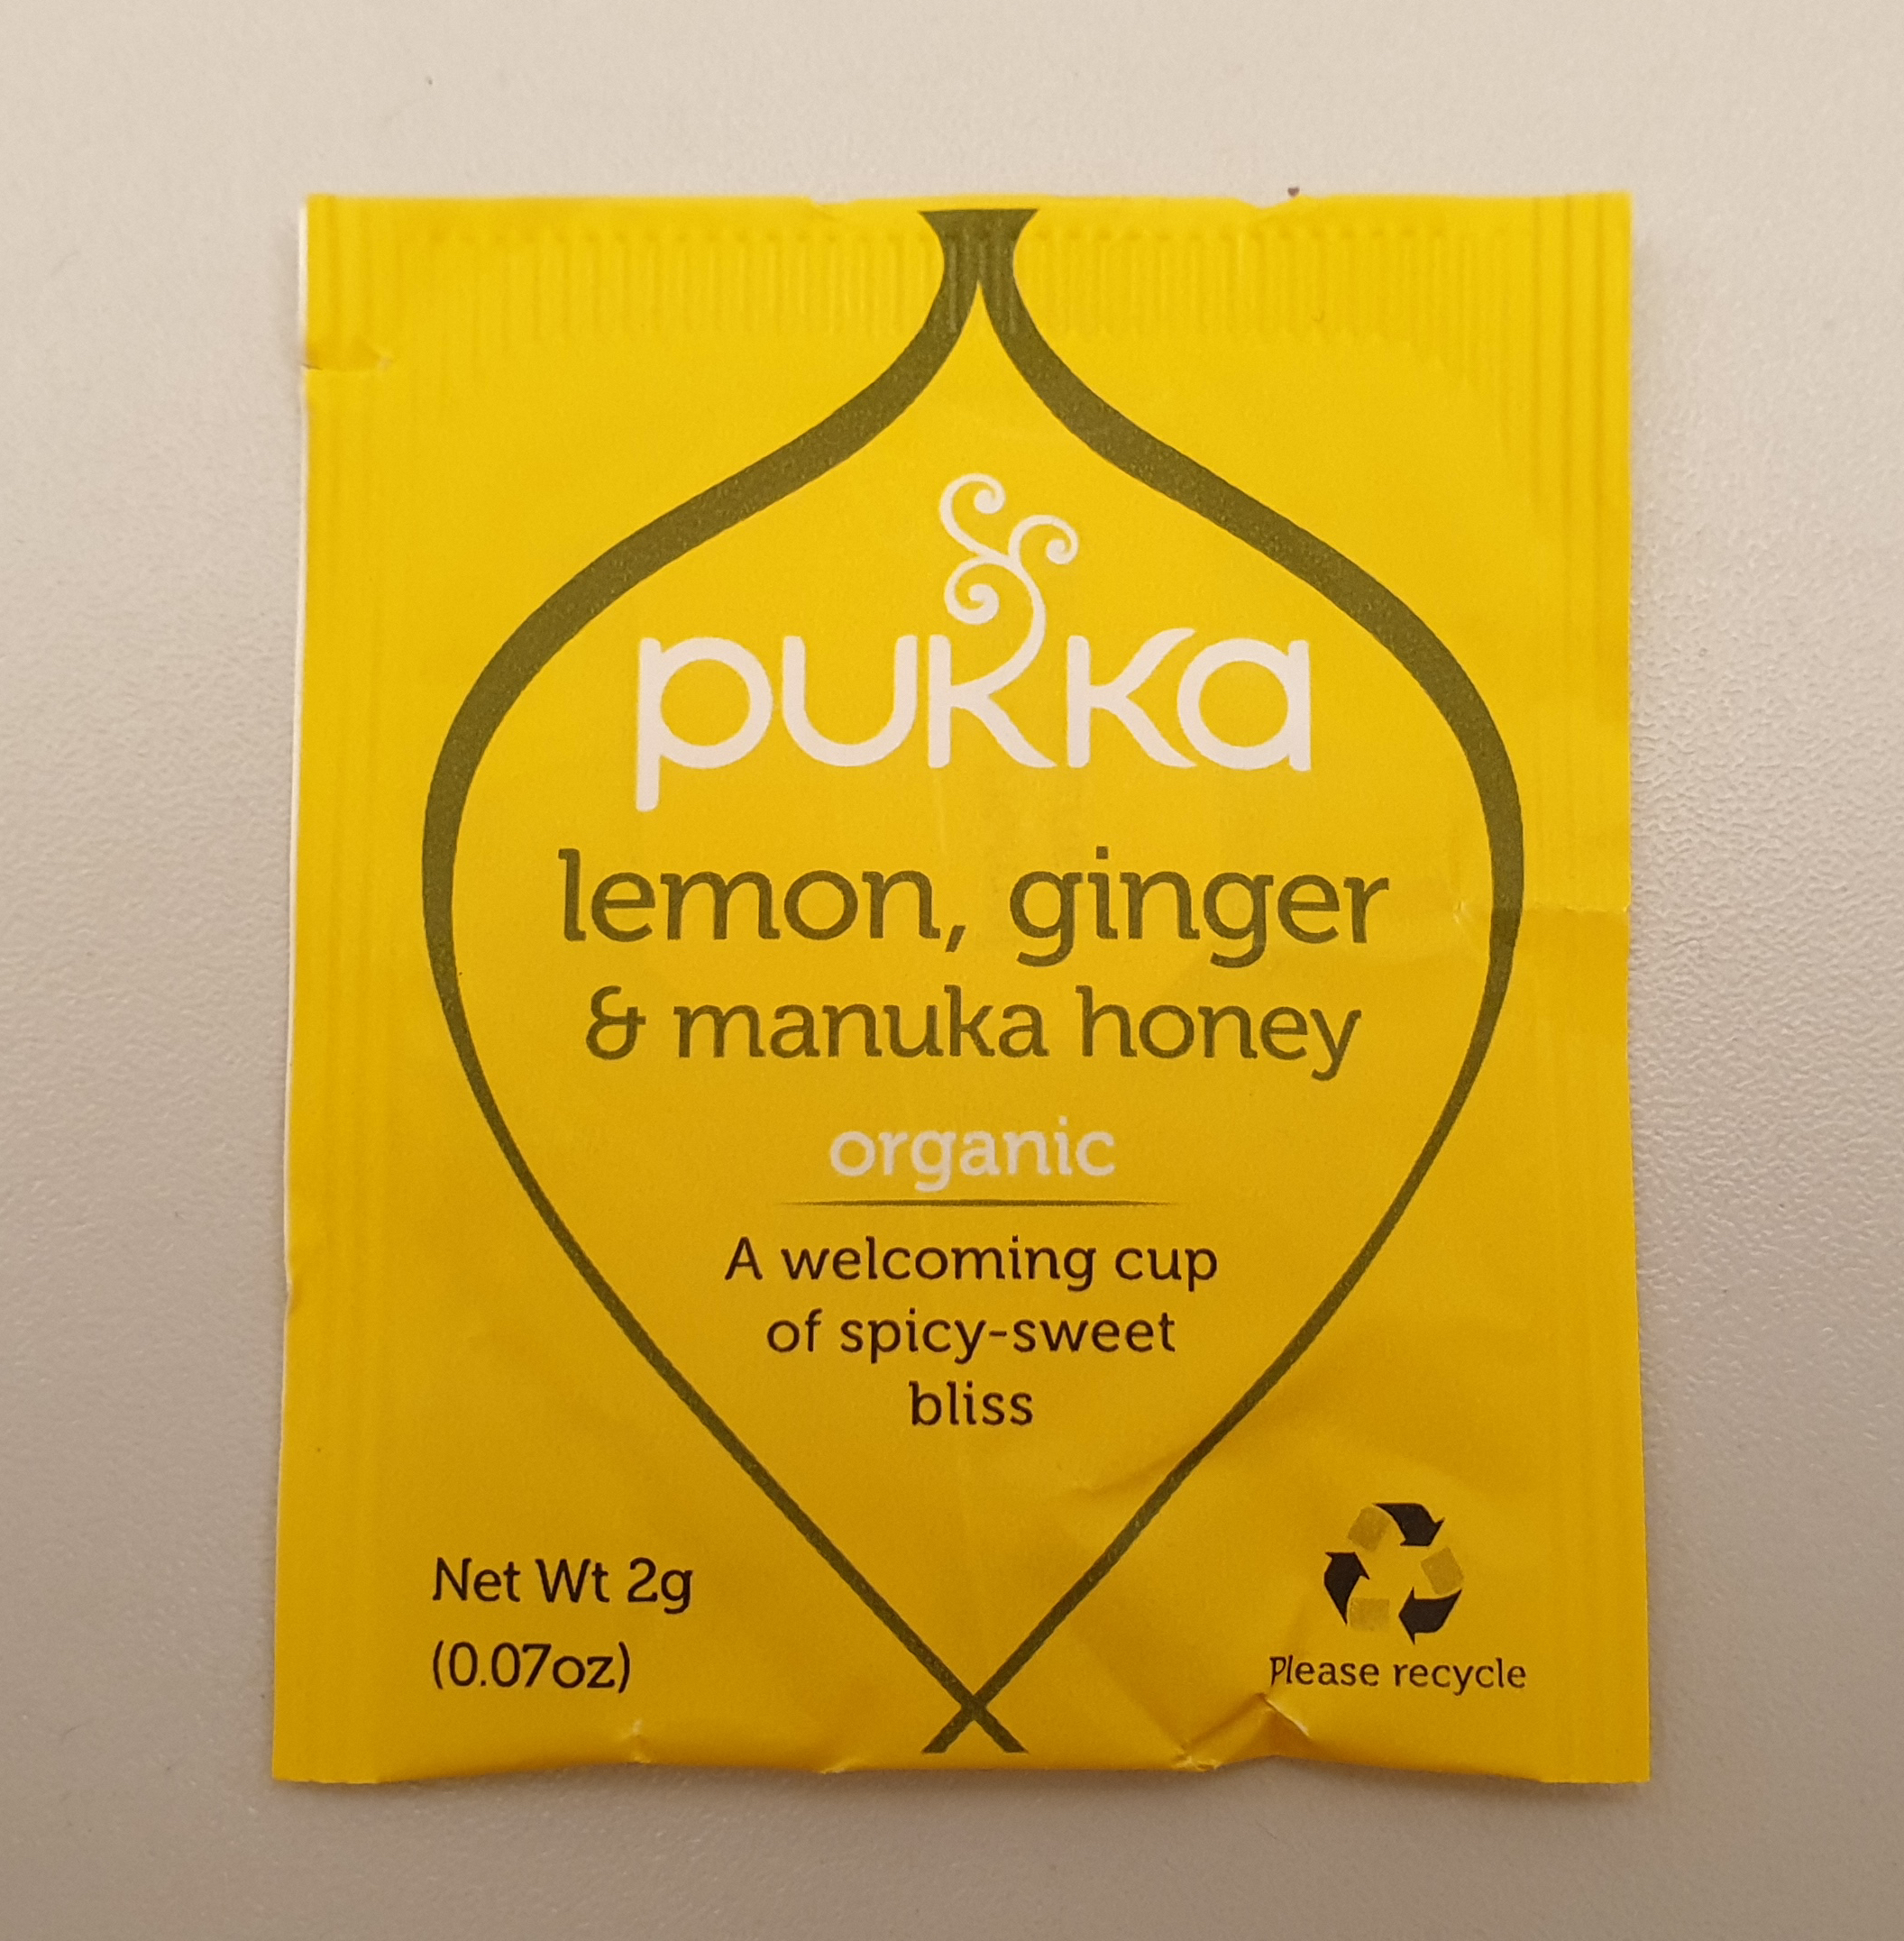 pukka
lemon, ginger
& manuka honey
organic
A welcoming cup
of spicy-sweet
bliss
Net Wt 2g
(0.07oz)
Please recycle